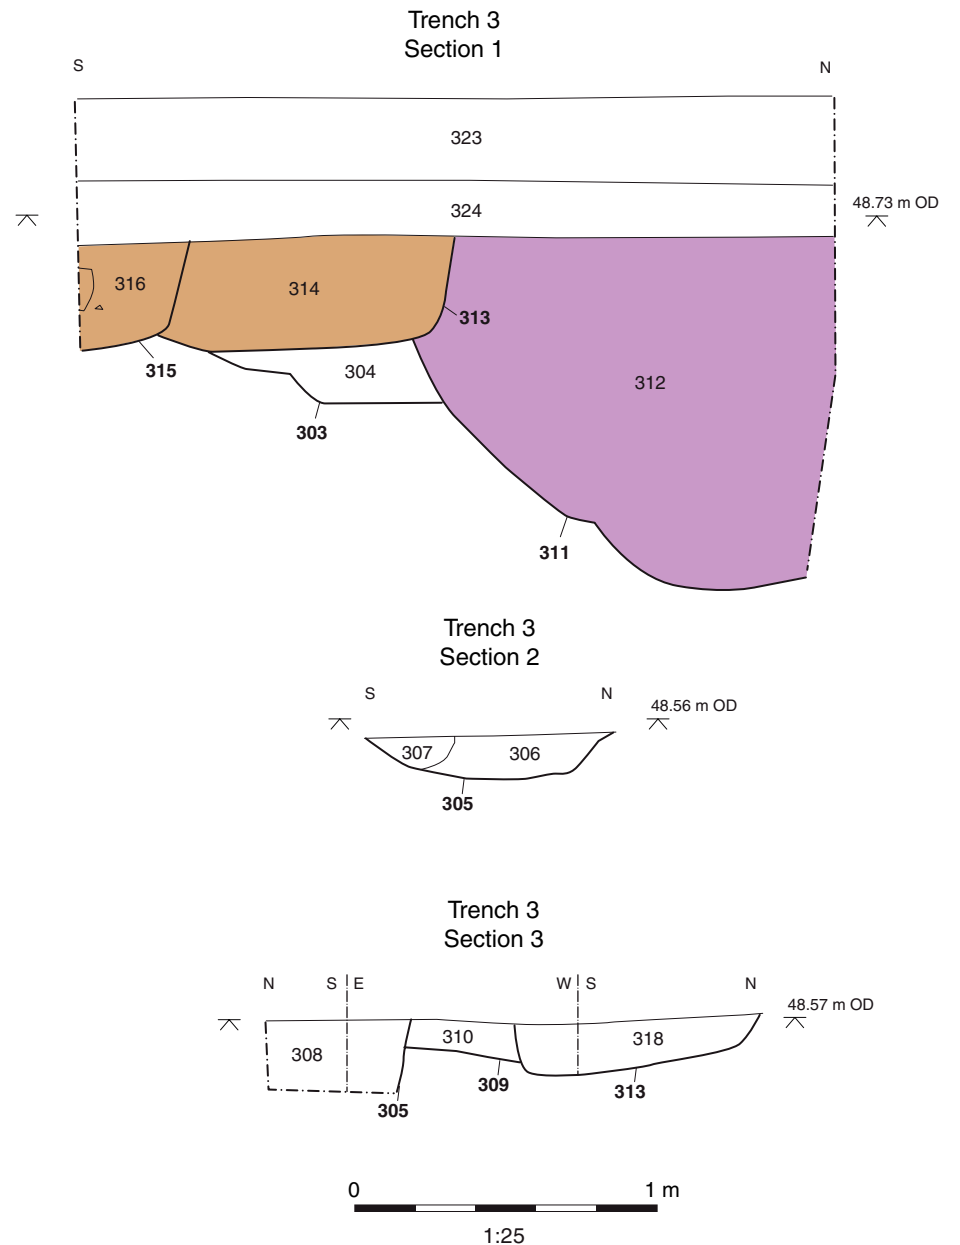 Trench 3
Section 1
S N
323
324
48.73 m OD
316
314
313
315
304
312
303
311
Trench 3
Section 2
S N
48.56 m OD
307
306
305
Trench 3
Section 3
N S E W S N
48.57 m OD
308
310
318
309
305
313
0 1 m
1:25